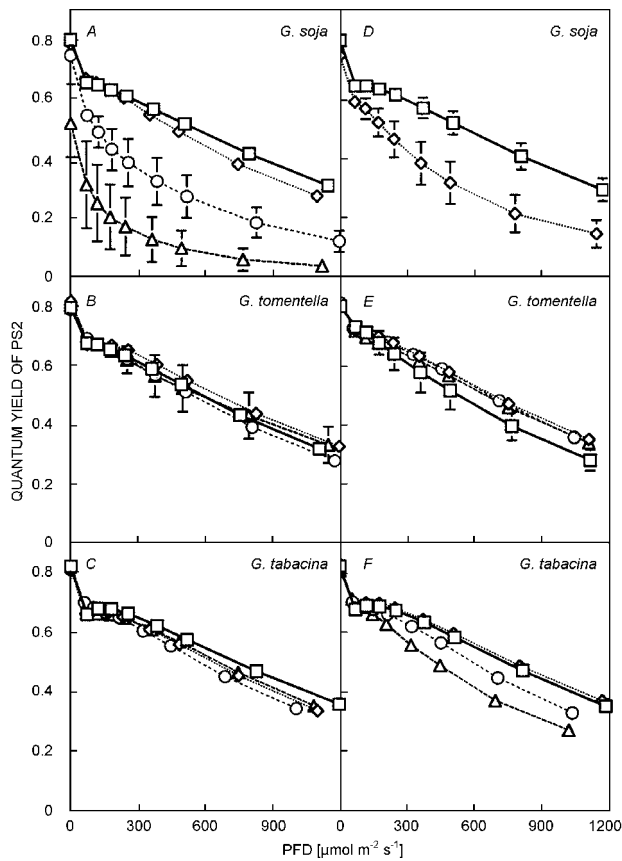 A G. soja D G. soja
0.8
0.6
0.4
0.2
0
B G. tomentella E G. tomentella
0.8
0.6
0.4
0.2
C G. tabacina F G. tabacina
0.8
0.6
0.4
0.2
0
QUANTUM YIELD OF PS2
0 300 600 900 0 300 600 900 1200
PFD [µmol m⁻² s⁻¹]